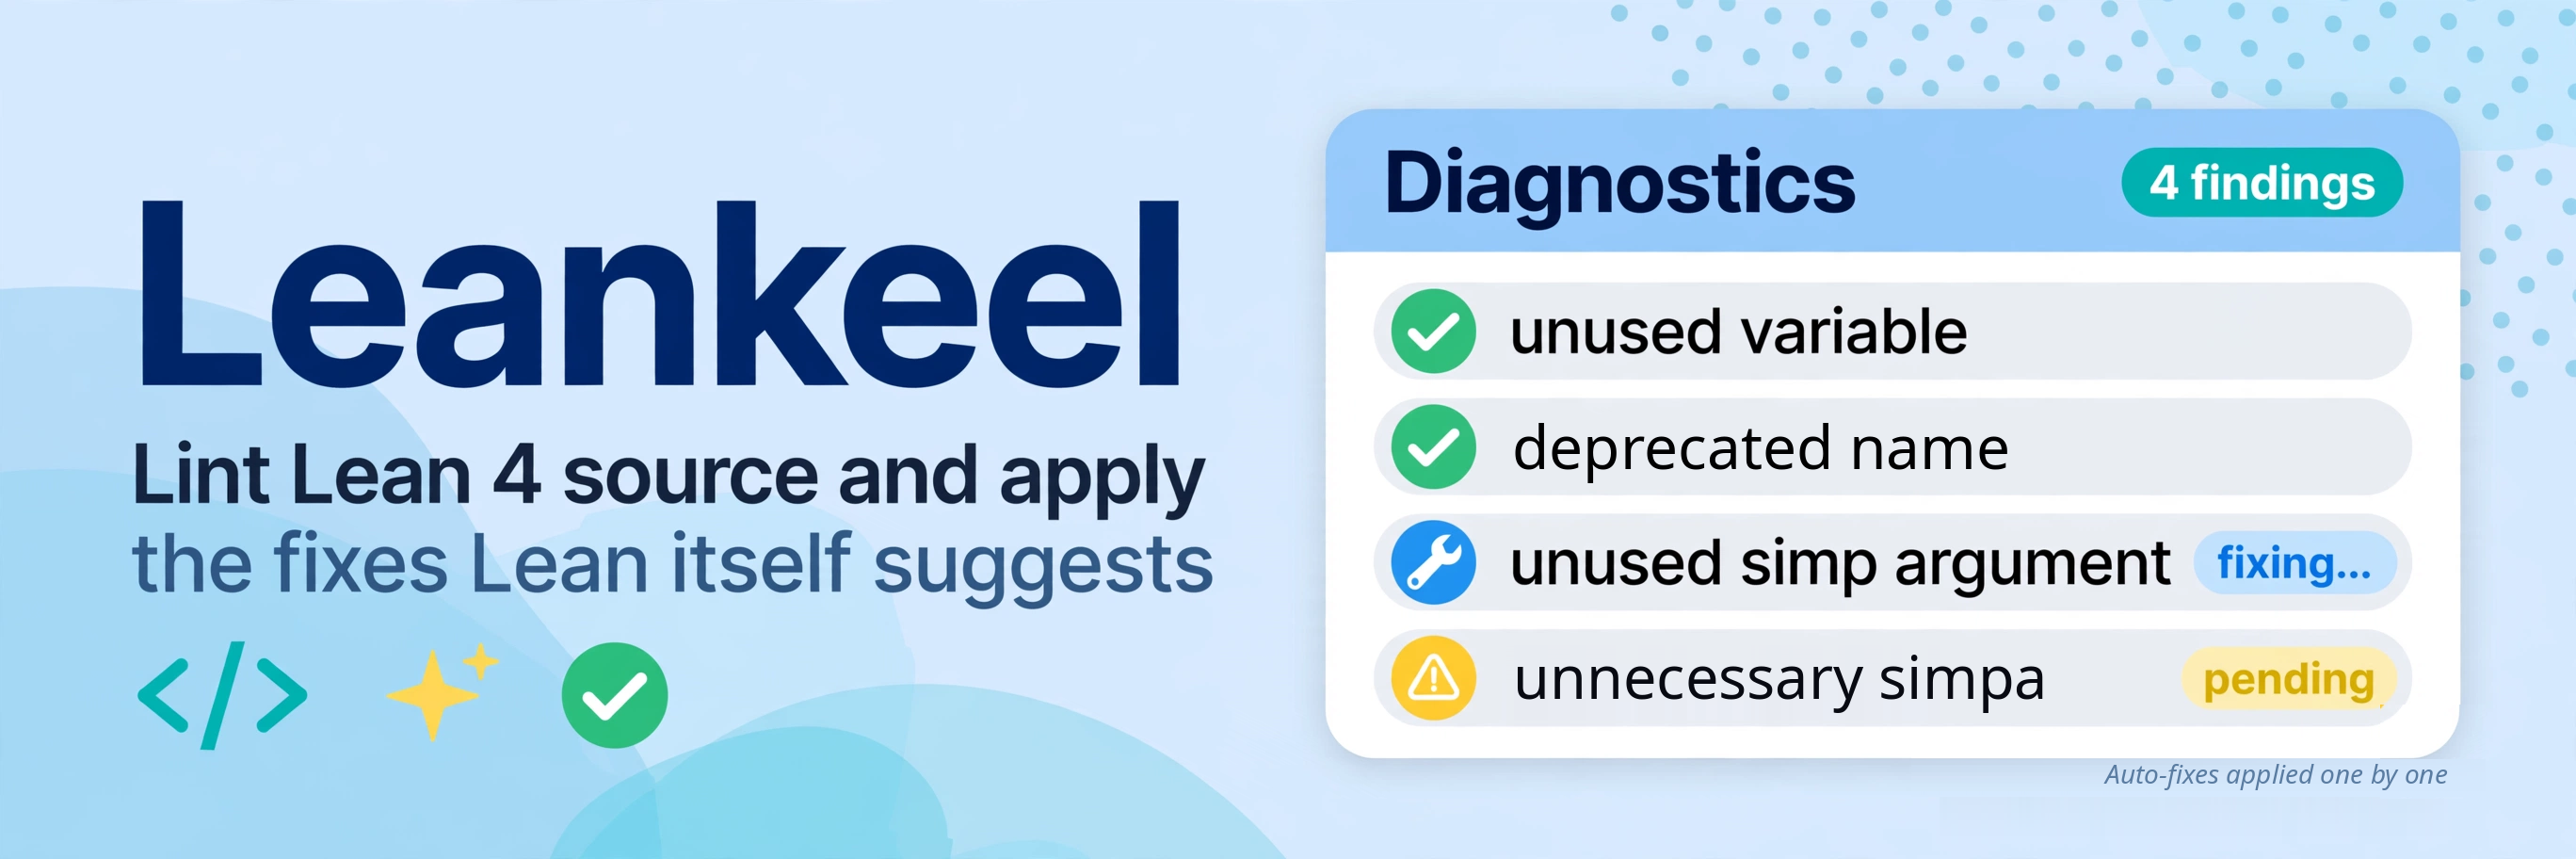 Leankeel
Lint Lean 4 source and apply
the fixes Lean itself suggests
</>
Diagnostics
4 findings
unused variable
deprecated name
unused simp argument
fixing...
unnecessary simpa
pending
Auto-fixes applied one by one